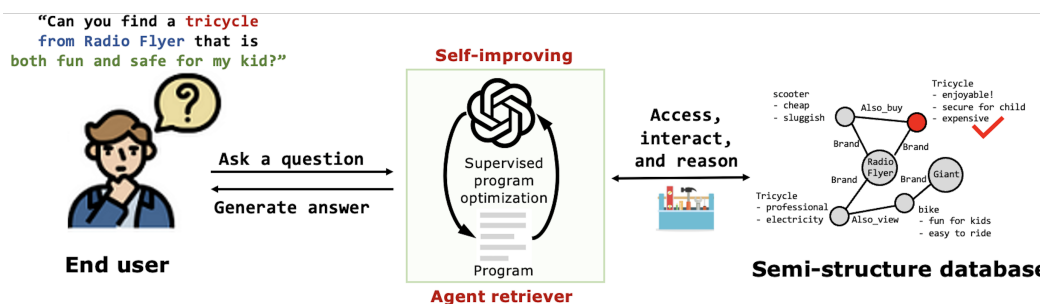 “Can you find a tricycle
from Radio Flyer that is
both fun and safe for my kid?”
?
End user
Ask a question
Generate answer
Self-improving
Supervised
program
optimization
Program
Agent retriever
Access,
interact,
and reason
scooter
- cheap
- sluggish
Also_buy
Tricycle
- enjoyable!
- secure for child
- expensive
Brand
Brand
Radio
Flyer
Brand
Brand
Giant
Tricycle
- professional
- electricity
Also_view
bike
- fun for kids
- easy to ride
Semi-structure database